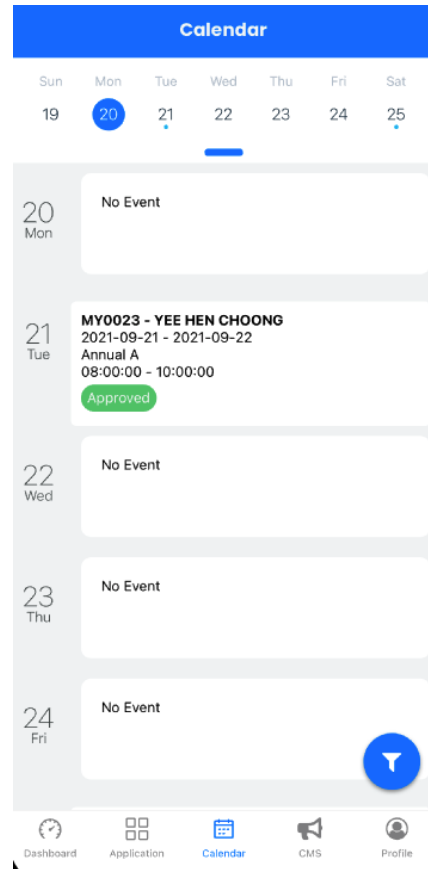 Calendar
Sun Mon Tue Wed Thu Fri Sat
19 20 21 22 23 24 25
20
Mon
No Event
21
Tue
MY0023 - YEE HEN CHOONG
2021-09-21 - 2021-09-22
Annual A
08:00:00 - 10:00:00
Approved
22
Wed
No Event
23
Thu
No Event
24
Fri
No Event
Dashboard Application Calendar CMS Profile